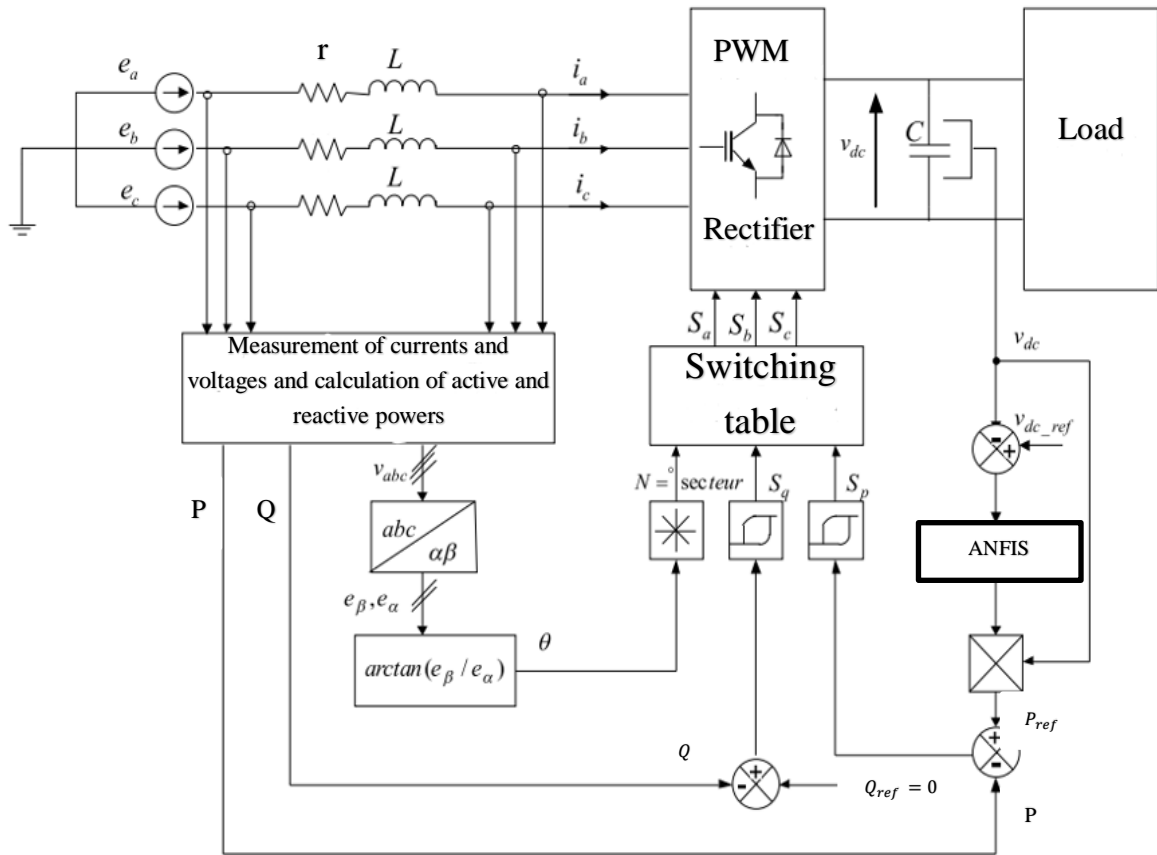 r
PWM
e_a
L
i_a
e_b
L
i_b
v_dc
C
Load
e_c
L
i_c
Rectifier
S_a
S_b
S_c
Measurement of currents and
voltages and calculation of active and
reactive powers
Switching
table
v_dc
v_dc_ref
-
+
v_abc
N=° secteur
S_q
S_p
P
Q
abc
αβ
ANFIS
e_β, e_α
θ
arctan(e_β / e_α)
P_ref
+
-
Q
+
-
Q_ref = 0
P